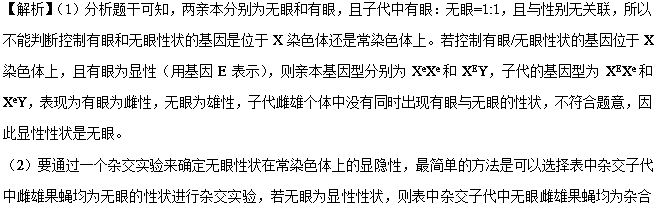 【解析】(1)分析题干可知，两亲本分别为无眼和有眼，且子代中有眼：无眼=1:1，且与性别无关联，所以
不能判断控制有眼和无眼性状的基因是位于 X 染色体还是常染色体上。若控制有眼/无眼性状的基因位于 X
染色体上，且有眼为显性（用基因 E 表示），则亲本基因型分别为 XᵉXᵉ 和 XᴱY，子代的基因型为 XᴱXᵉ 和
XᵉY，表现为有眼为雌性，无眼为雄性，子代雌雄个体中没有同时出现有眼与无眼的性状，不符合题意，因
此显性性状是无眼。
(2)要通过一个杂交实验来确定无眼性状在常染色体上的显隐性，最简单的方法是可以选择表中杂交子代
中雌雄果蝇均为无眼的性状进行杂交实验，若无眼为显性性状，则表中杂交子代中无眼雌雄果蝇均为杂合